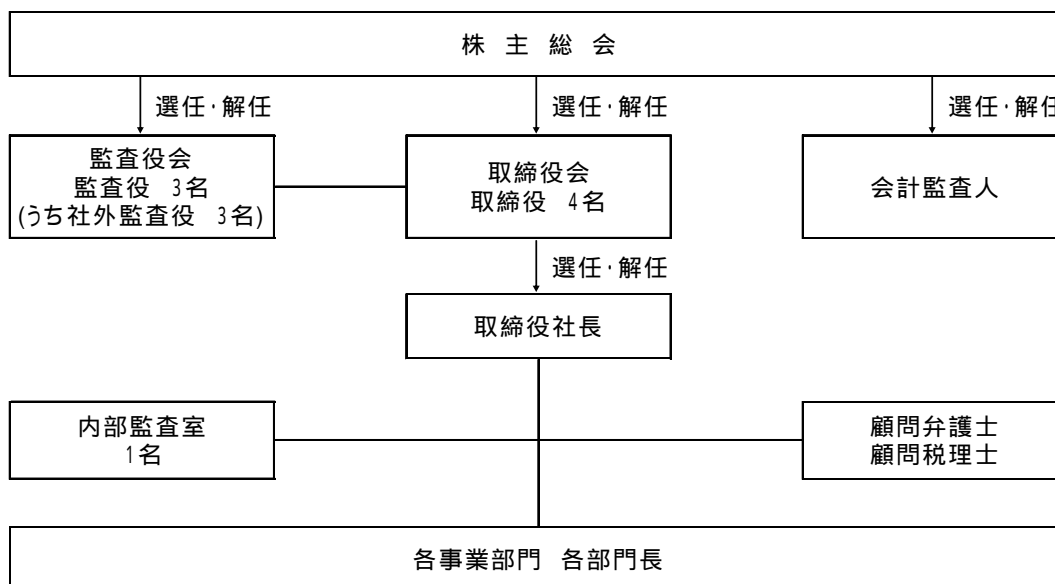 株 主 総 会
選任・解任
選任・解任
選任・解任
監査役会
監査役 3名
(うち社外監査役 3名)
取締役会
取締役 4名
会計監査人
選任・解任
取締役社長
内部監査室
1名
顧問弁護士
顧問税理士
各事業部門 各部門長